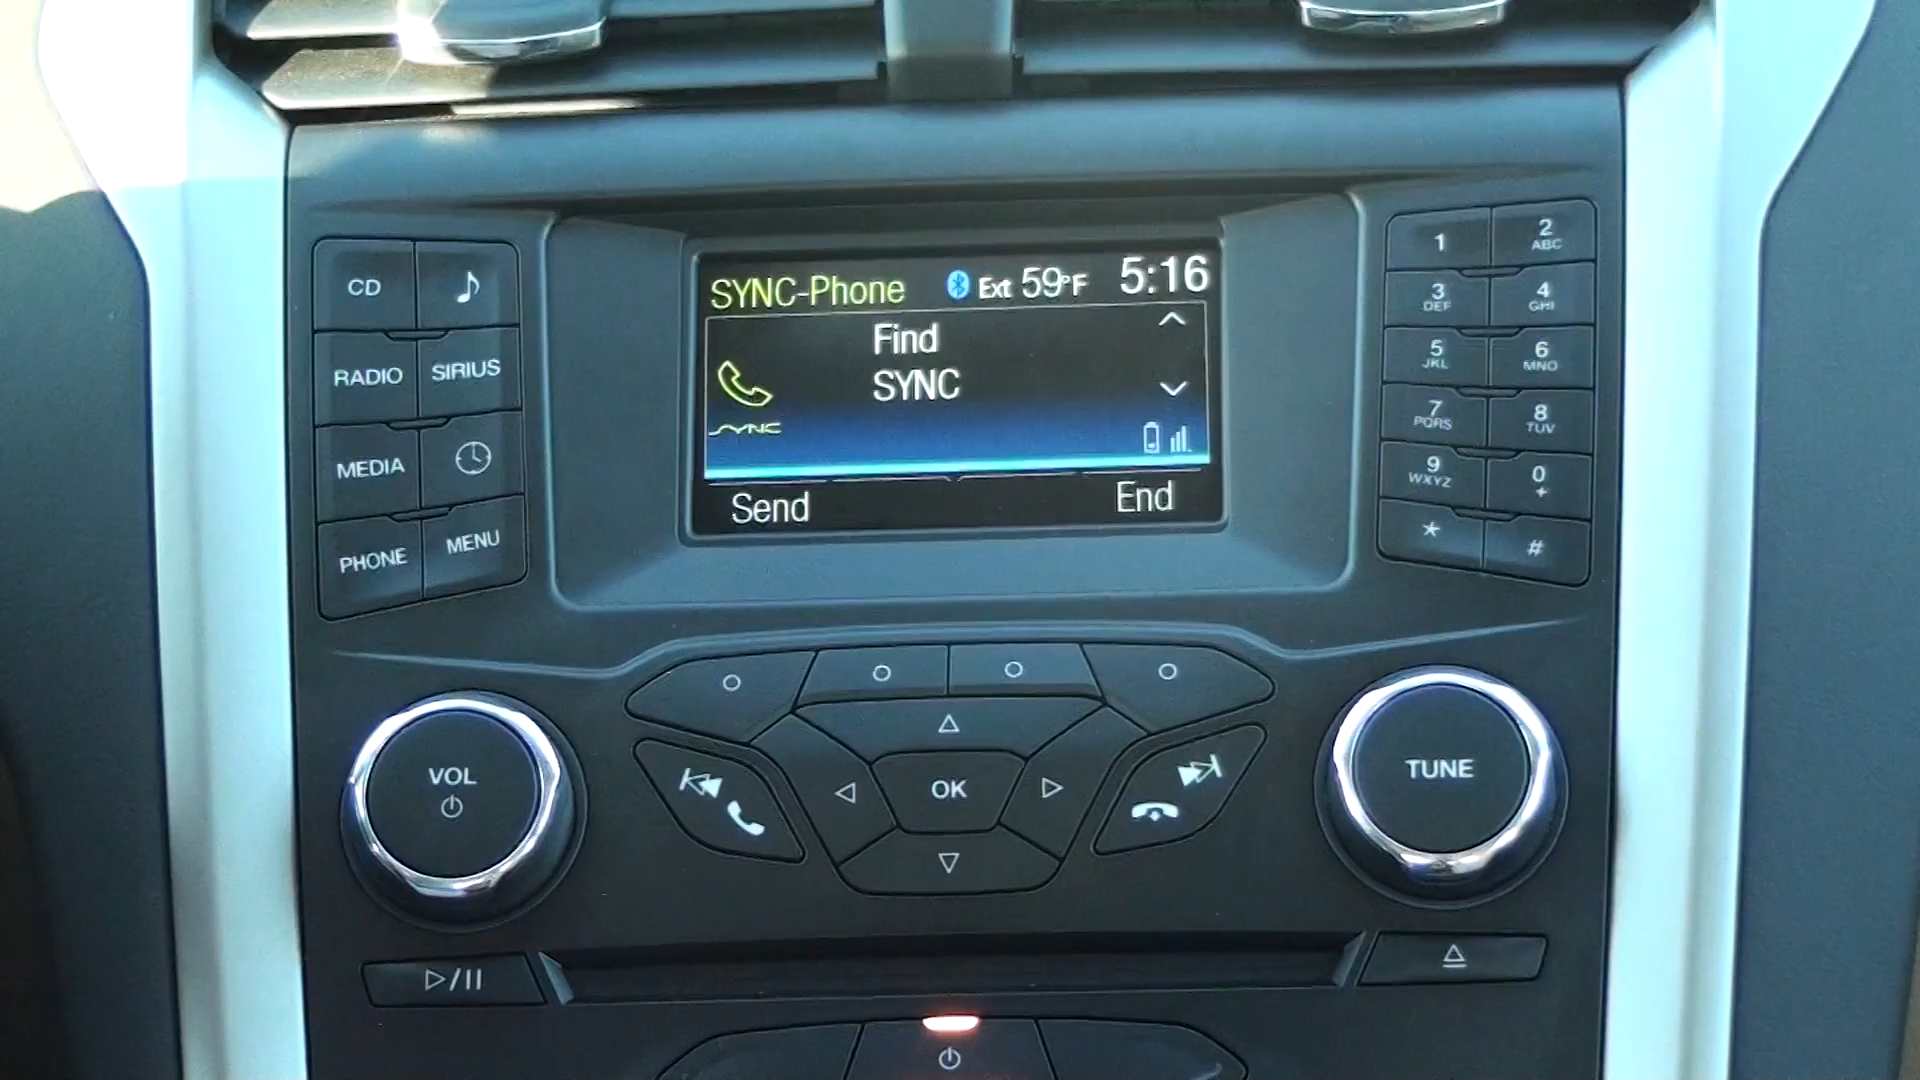 SYNC-Phone Ext 59°F 5:16
Find
SYNC
SYNC
Send End
CD
RADIO SIRIUS
MEDIA
PHONE MENU
1 2 ABC
3 DEF 4 GHI
5 JKL 6 MNO
7 PQRS 8 TUV
9 WXYZ 0 +
* #
VOL
OK
TUNE